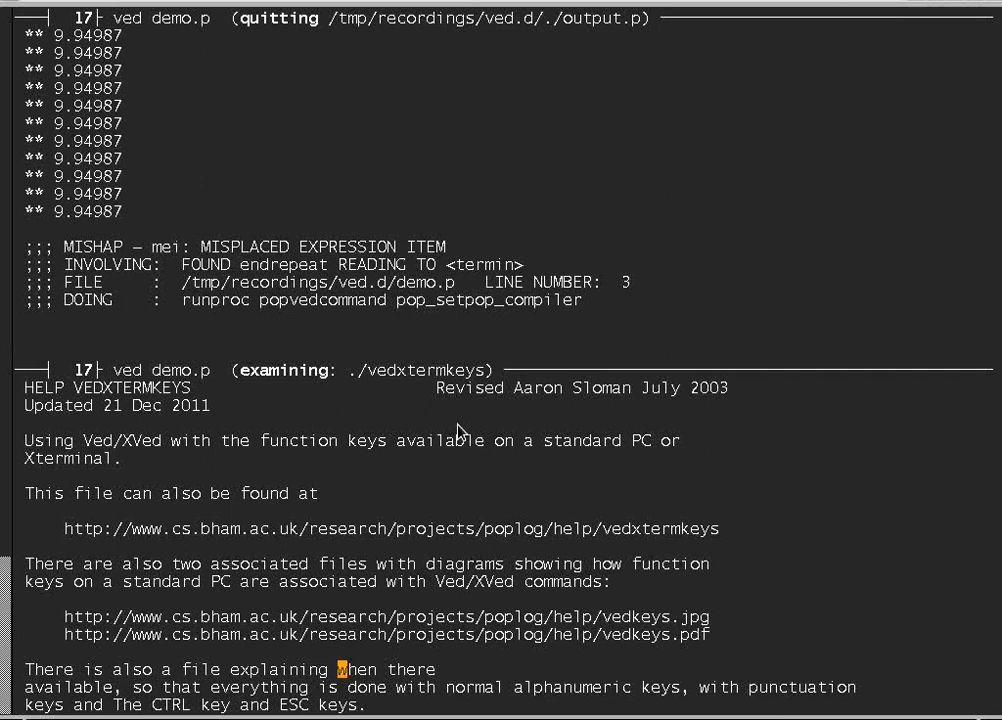 17 ved demo.p (quitting /tmp/recordings/ved.d/./output.p)
** 9.94987
** 9.94987
** 9.94987
** 9.94987
** 9.94987
** 9.94987
** 9.94987
** 9.94987
** 9.94987
** 9.94987
** 9.94987
;;; MISHAP - mei: MISPLACED EXPRESSION ITEM
;;; INVOLVING: FOUND endrepeat READING TO <termin>
;;; FILE : /tmp/recordings/ved.d/demo.p LINE NUMBER: 3
;;; DOING : runproc popvedcommand pop_setpop_compiler
17 ved demo.p (examining: ./vedxtermkeys)
HELP VEDXTERMKEYS Revised Aaron Sloman July 2003
Updated 21 Dec 2011
Using Ved/XVed with the function keys available on a standard PC or
Xterminal.
This file can also be found at
http://www.cs.bham.ac.uk/research/projects/poplog/help/vedxtermkeys
There are also two associated files with diagrams showing how function
keys on a standard PC are associated with Ved/XVed commands:
http://www.cs.bham.ac.uk/research/projects/poplog/help/vedkeys.jpg
http://www.cs.bham.ac.uk/research/projects/poplog/help/vedkeys.pdf
There is also a file explaining when there
available, so that everything is done with normal alphanumeric keys, with punctuation
keys and The CTRL key and ESC keys.